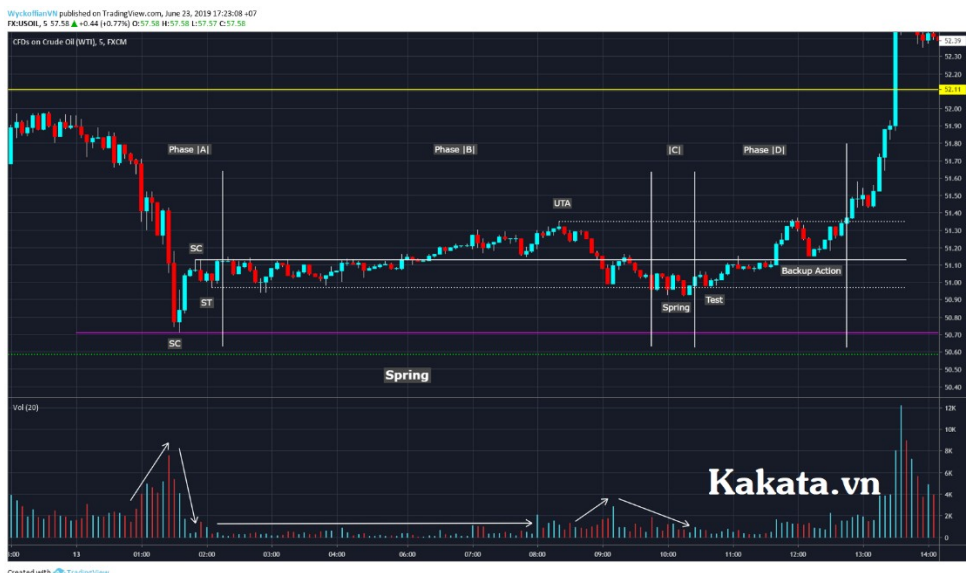 WyckoffianVN published on TradingView.com, June 23, 2019 17:23:08 +07
FX:USOIL, 5 57.58 ▲ +0.44 (+0.77%) O:57.58 H:57.58 L:57.57 C:57.58
CFDs on Crude Oil (WTI), 5, FXCM
52.39
52.30
52.20
52.11
52.00
51.90
51.80
51.70
51.60
51.50
51.40
51.30
51.20
51.10
51.00
50.90
50.80
50.70
50.60
50.50
50.40
Phase |A|
Phase |B|
|C|
Phase |D|
UTA
SC
ST
SC
Backup Action
Test
Spring
Spring
Vol (20)
12K
10K
8K
6K
4K
2K
0
Kakata.vn
:00 13 01:00 02:00 03:00 04:00 06:00 07:00 08:00 09:00 10:00 11:00 12:00 13:00 14:00
Created with TradingView